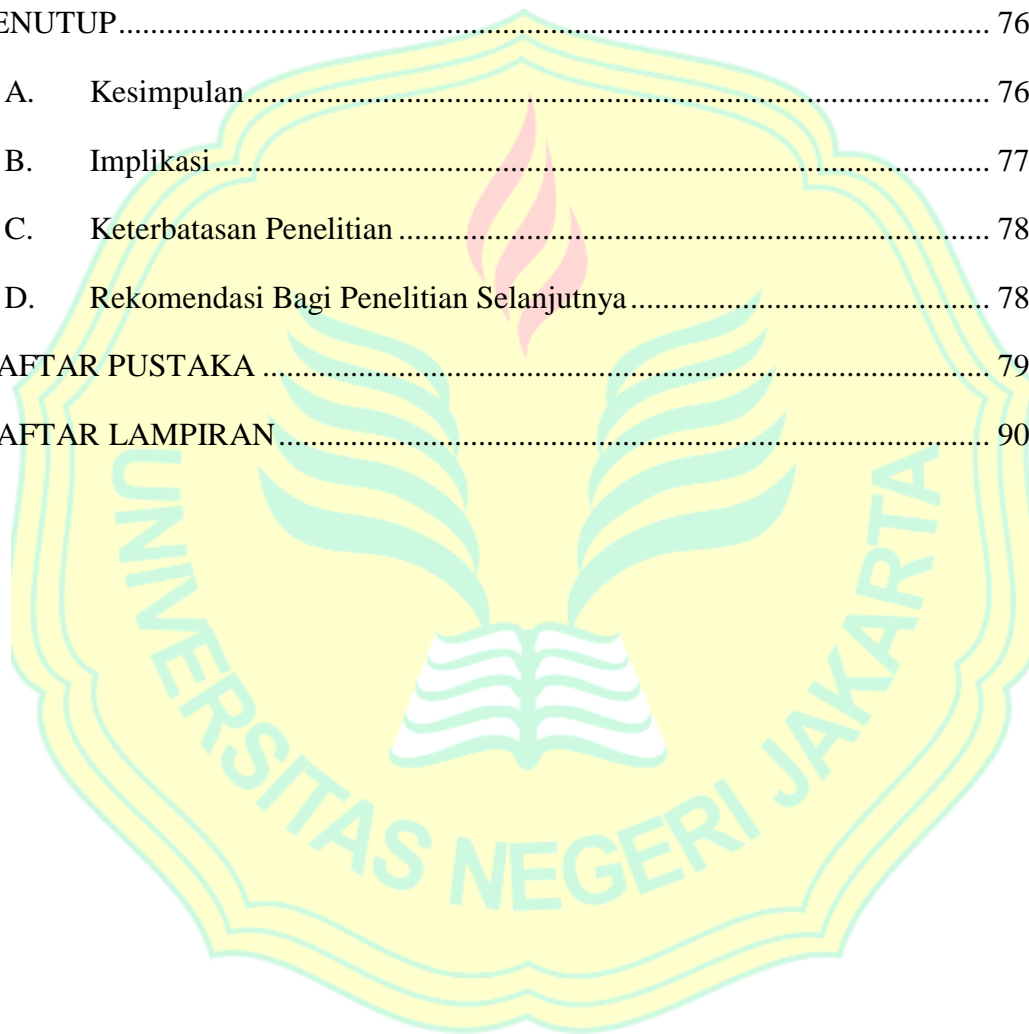 ENUTUP........................................................................................................... 76
A. Kesimpulan........................................................................................... 76
B. Implikasi............................................................................................... 77
C. Keterbatasan Penelitian ........................................................................ 78
D. Rekomendasi Bagi Penelitian Selanjutnya............................................ 78
AFTAR PUSTAKA .......................................................................................... 79
AFTAR LAMPIRAN........................................................................................ 90
UNIVERSITAS NEGERI JAKARTA